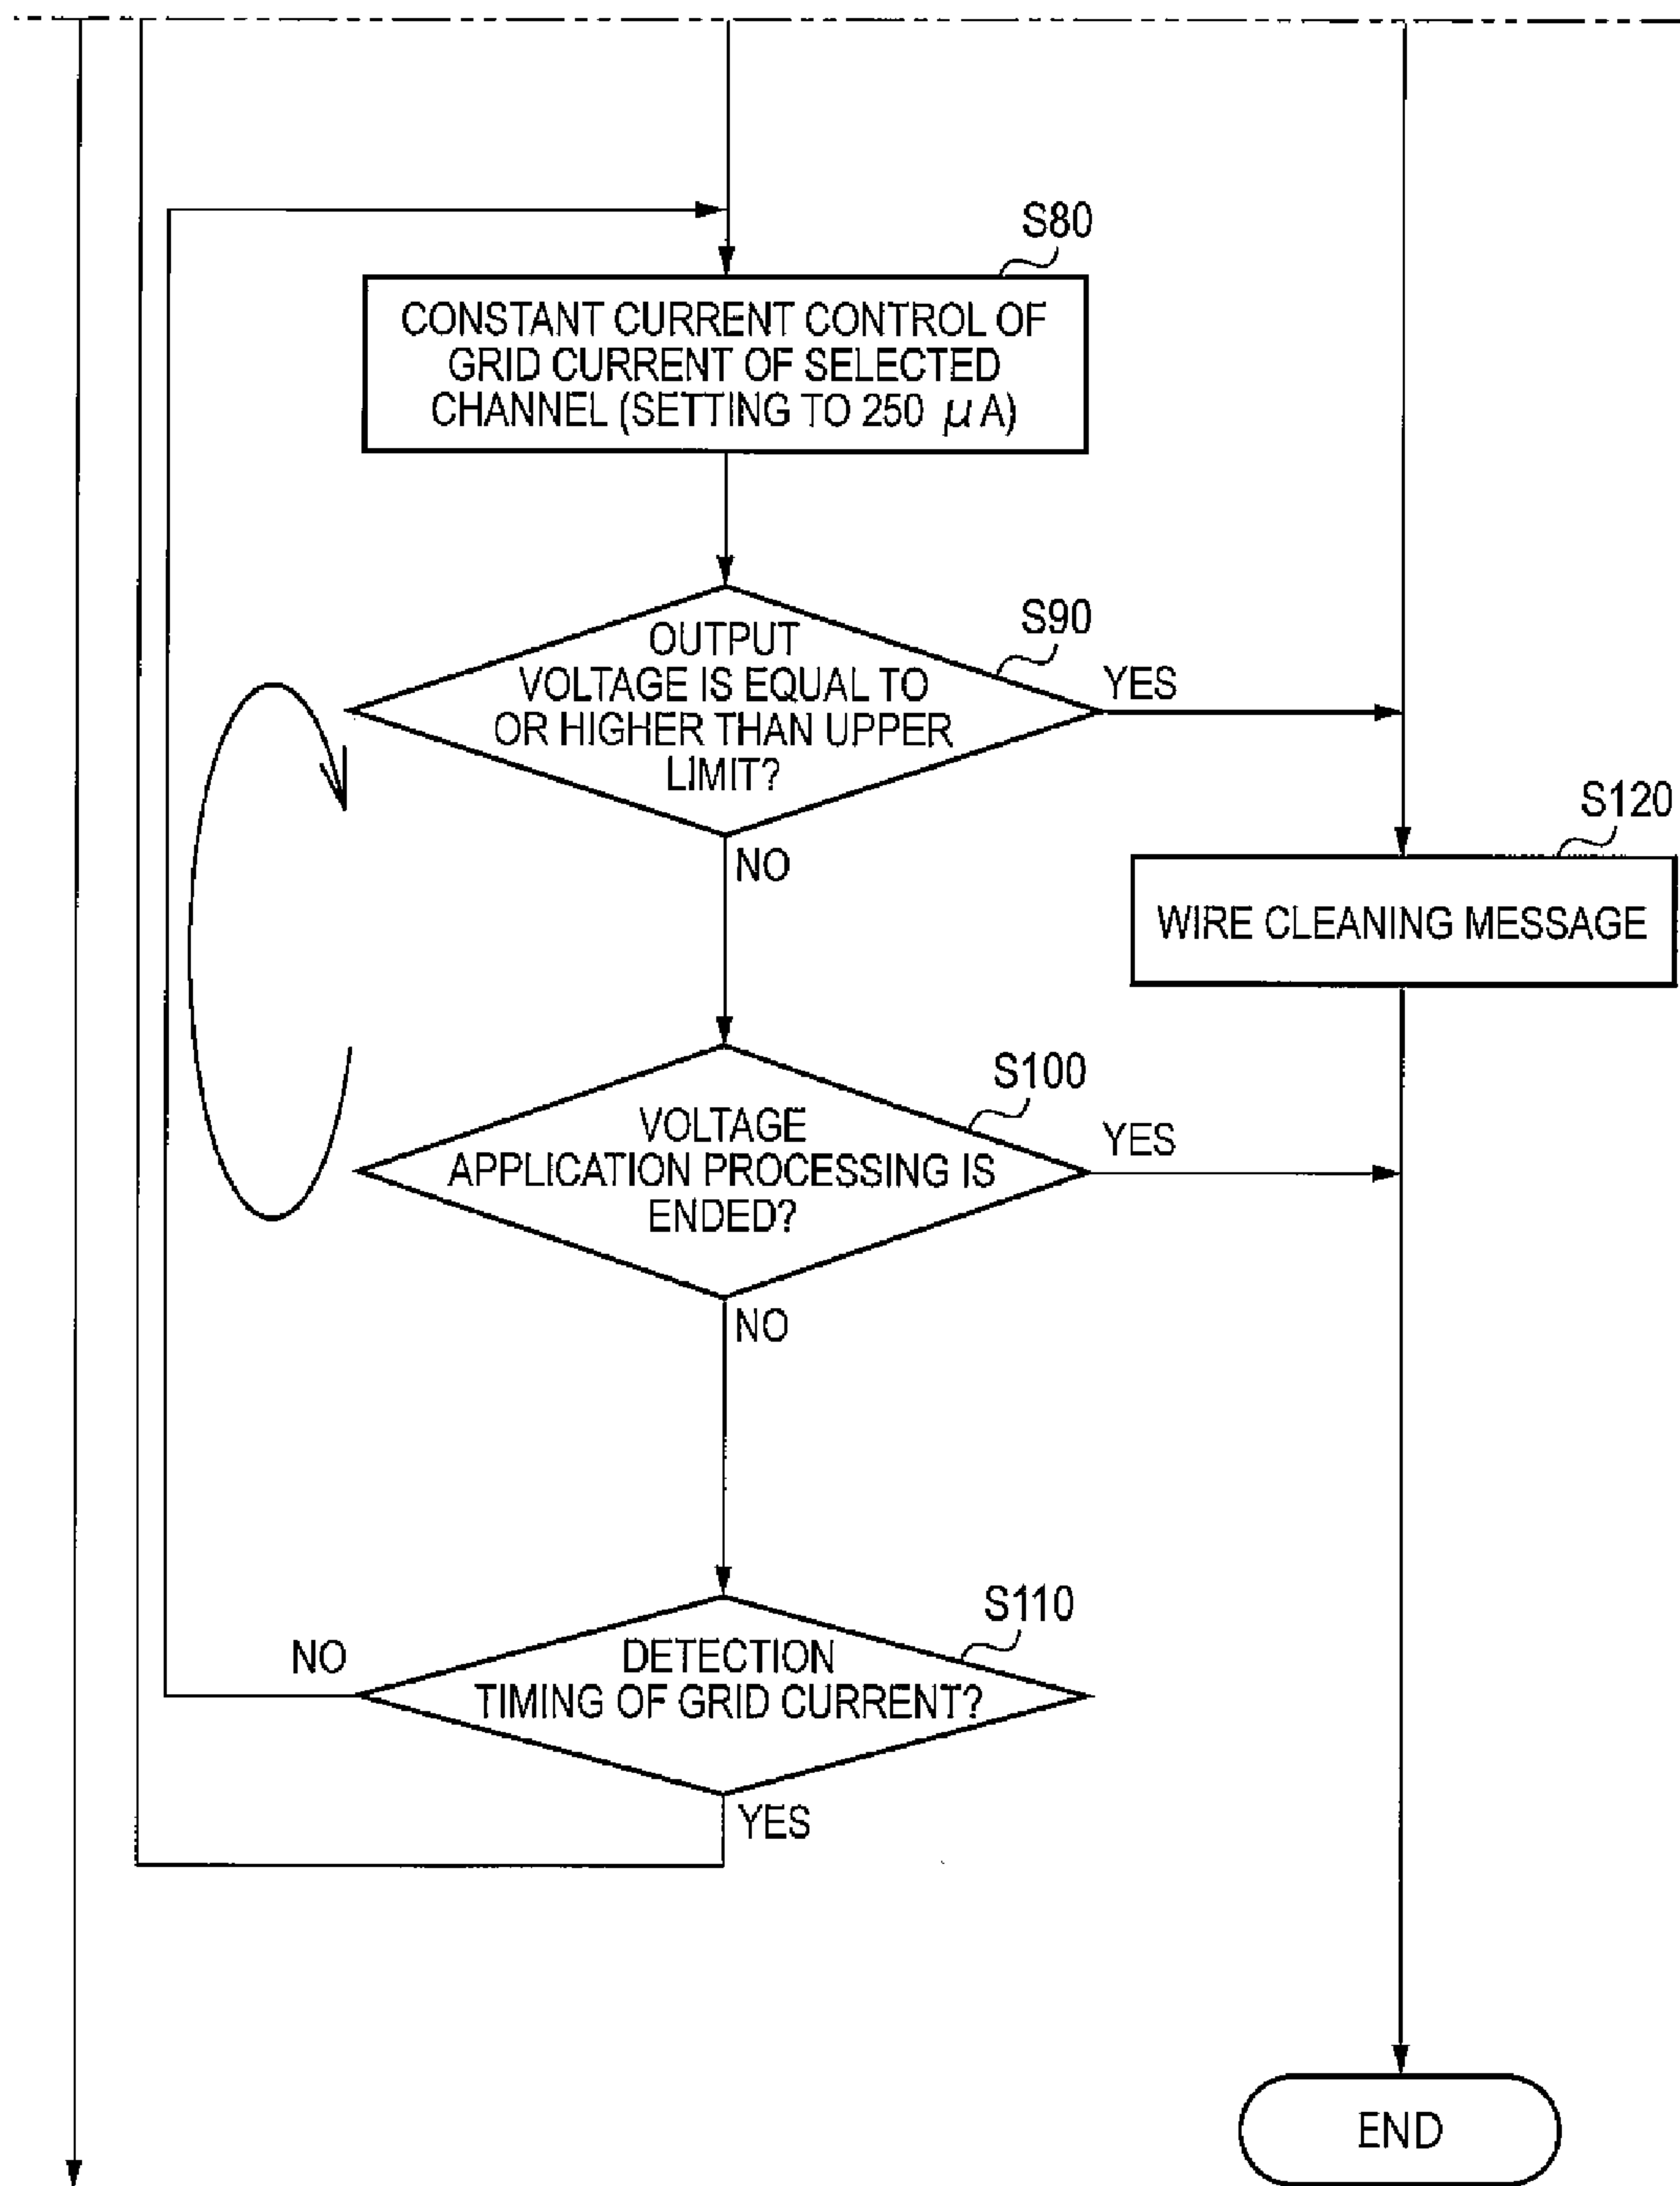 S80
CONSTANT CURRENT CONTROL OF
GRID CURRENT OF SELECTED
CHANNEL (SETTING TO 250 μA)
S90
OUTPUT
VOLTAGE IS EQUAL TO
OR HIGHER THAN UPPER
LIMIT?
YES
NO
S120
WIRE CLEANING MESSAGE
S100
VOLTAGE
APPLICATION PROCESSING IS
ENDED?
YES
NO
S110
DETECTION
TIMING OF GRID CURRENT?
NO
YES
END